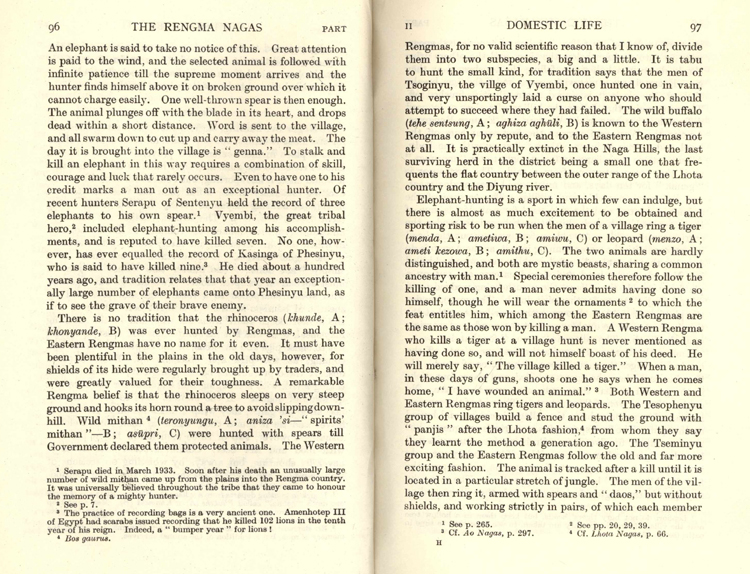 96 THE RENGMA NAGAS PART
An elephant is said to take no notice of this. Great attention
is paid to the wind, and the selected animal is followed with
infinite patience till the supreme moment arrives and the
hunter finds himself above it on broken ground over which it
cannot charge easily. One well-thrown spear is then enough.
The animal plunges off with the blade in its heart, and drops
dead within a short distance. Word is sent to the village,
and all swarm down to cut up and carry away the meat. The
day it is brought into the village is “ genna.” To stalk and
kill an elephant in this way requires a combination of skill,
courage and luck that rarely occurs. Even to have one to his
credit marks a man out as an exceptional hunter. Of
recent hunters Serapu of Sentenyu held the record of three
elephants to his own spear.¹ Vyembi, the great tribal
hero,² included elephant-hunting among his accomplish-
ments, and is reputed to have killed seven. No one, how-
ever, has ever equalled the record of Kasinga of Phesinyu,
who is said to have killed nine.³ He died about a hundred
years ago, and tradition relates that that year an exception-
ally large number of elephants came onto Phesinyu land, as
if to see the grave of their brave enemy.
There is no tradition that the rhinoceros (khunde, A ;
khonyande, B) was ever hunted by Rengmas, and the
Eastern Rengmas have no name for it even. It must have
been plentiful in the plains in the old days, however, for
shields of its hide were regularly brought up by traders, and
were greatly valued for their toughness. A remarkable
Rengma belief is that the rhinoceros sleeps on very steep
ground and hooks its horn round a tree to avoid slipping down-
hill. Wild mithan ⁴ (teronyungu, A ; aniza 'si—“ spirits'
mithan ”—B ; asüpri, C) were hunted with spears till
Government declared them protected animals. The Western
¹ Serapu died in March 1933. Soon after his death an unusually large
number of wild mithan came up from the plains into the Rengma country.
It was universally believed throughout the tribe that they came to honour
the memory of a mighty hunter.
² See p. 7.
³ The practice of recording bags is a very ancient one. Amenhotep III
of Egypt had scarabs issued recording that he killed 102 lions in the tenth
year of his reign. Indeed, a “ bumper year ” for lions !
⁴ Bos gaurus.
II DOMESTIC LIFE 97
Rengmas, for no valid scientific reason that I know of, divide
them into two subspecies, a big and a little. It is tabu
to hunt the small kind, for tradition says that the men of
Tsoginyu, the villge of Vyembi, once hunted one in vain,
and very unsportingly laid a curse on anyone who should
attempt to succeed where they had failed. The wild buffalo
(tehe sentsung, A ; aghiza aghüli, B) is known to the Western
Rengmas only by repute, and to the Eastern Rengmas not
at all. It is practically extinct in the Naga Hills, the last
surviving herd in the district being a small one that fre-
quents the flat country between the outer range of the Lhota
country and the Diyung river.
Elephant-hunting is a sport in which few can indulge, but
there is almost as much excitement to be obtained and
sporting risk to be run when the men of a village ring a tiger
(menda, A ; ametiwa, B ; amiwu, C) or leopard (menzo, A ;
ameti kezowa, B ; amithu, C). The two animals are hardly
distinguished, and both are mystic beasts, sharing a common
ancestry with man.¹ Special ceremonies therefore follow the
killing of one, and a man never admits having done so
himself, though he will wear the ornaments ² to which the
feat entitles him, which among the Eastern Rengmas are
the same as those won by killing a man. A Western Rengma
who kills a tiger at a village hunt is never mentioned as
having done so, and will not himself boast of his deed. He
will merely say, “ The village killed a tiger.” When a man,
in these days of guns, shoots one he says when he comes
home, “ I have wounded an animal.” ³ Both Western and
Eastern Rengmas ring tigers and leopards. The Tesophenyu
group of villages build a fence and stud the ground with
“ panjis ” after the Lhota fashion,⁴ from whom they say
they learnt the method a generation ago. The Tseminyu
group and the Eastern Rengmas follow the old and far more
exciting fashion. The animal is tracked after a kill until it is
located in a particular stretch of jungle. The men of the vil-
lage then ring it, armed with spears and “ daos,” but without
shields, and working strictly in pairs, of which each member
¹ See p. 265. ² See pp. 20, 29, 39.
³ Cf. Ao Nagas, p. 297. ⁴ Cf. Lhota Nagas, p. 66.
H